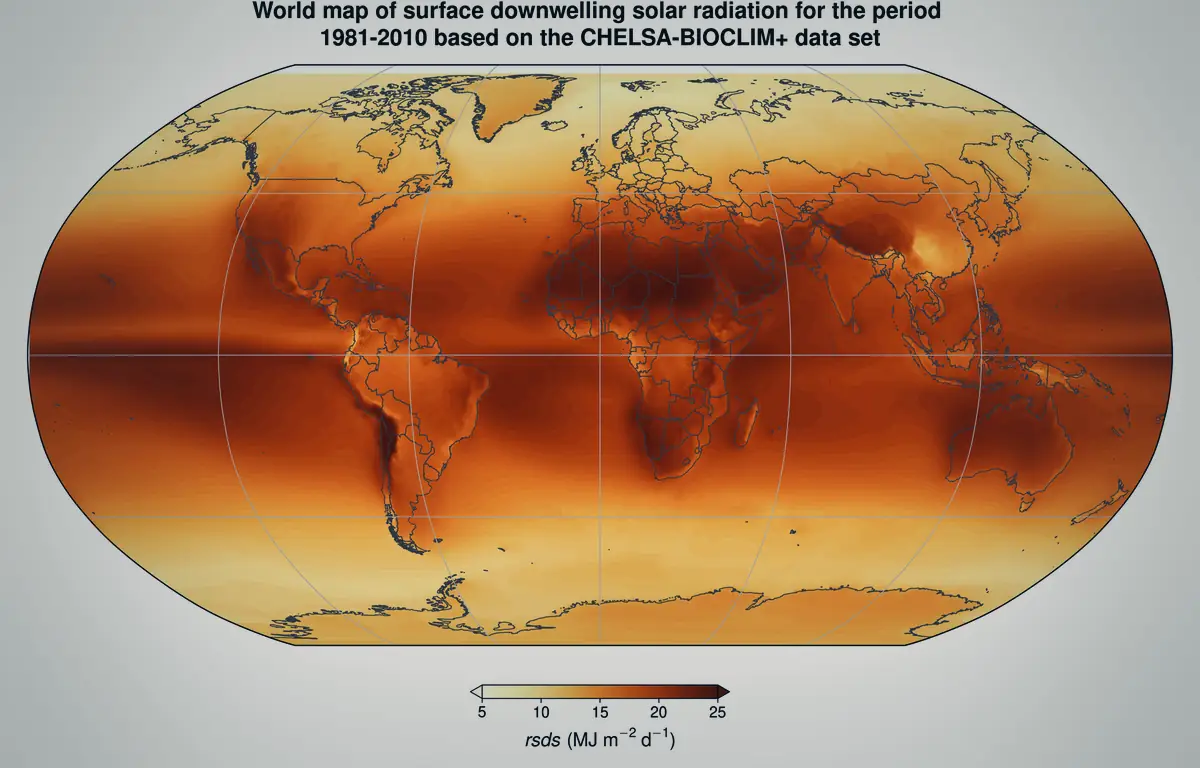 World map of surface downwelling solar radiation for the period
1981-2010 based on the CHELSA-BIOCLIM+ data set
5 10 15 20 25
rsds (MJ m⁻² d⁻¹)